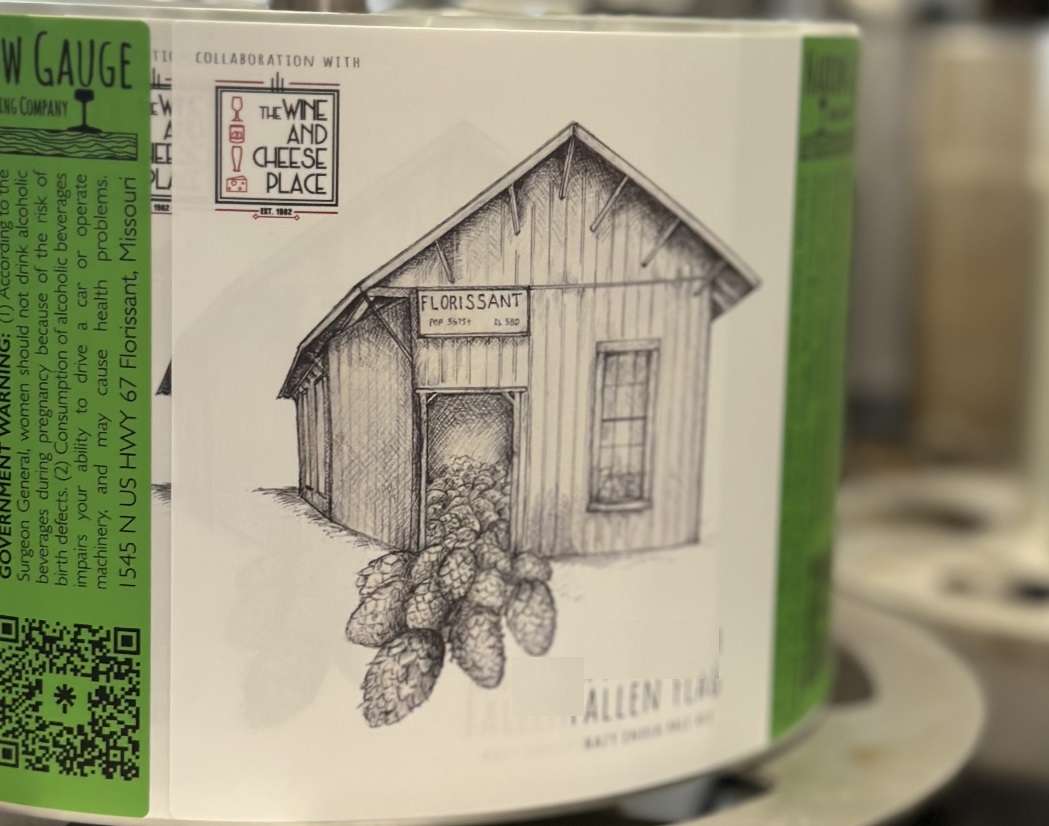 W GAUGE
ING COMPANY
GOVERNMENT WARNING: (1) According to the
Surgeon General, women should not drink alcoholic
beverages during pregnancy because of the risk of
birth defects. (2) Consumption of alcoholic beverages
impairs your ability to drive a car or operate
machinery, and may cause health problems.
1545 N US HWY 67 Florissant, Missouri
COLLABORATION WITH
THE WINE
AND
CHEESE
PLACE
EST. 1982
FLORISSANT